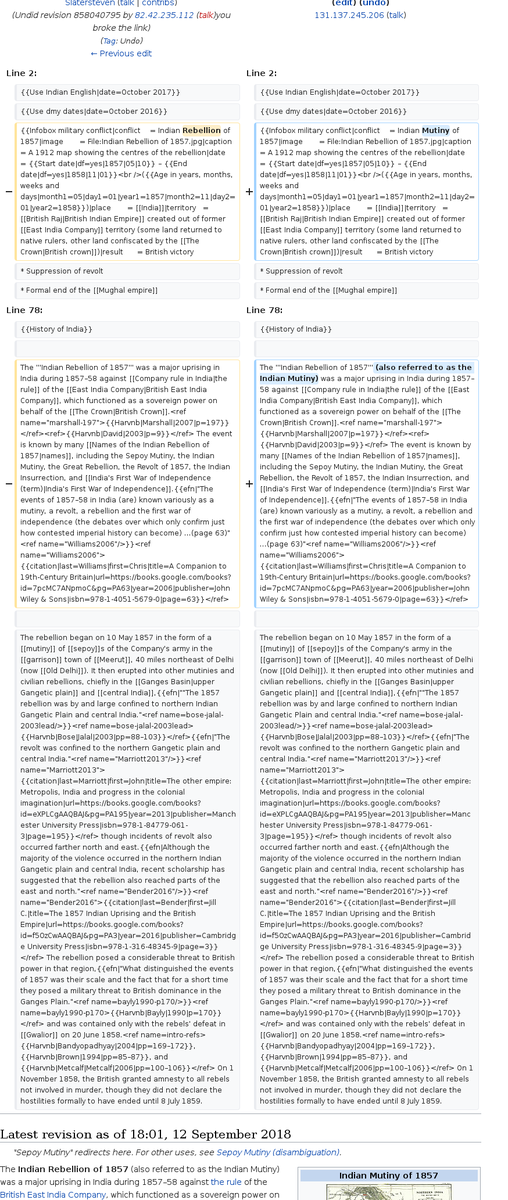 Slatersteven (talk | contribs)
(Undid revision 858040795 by 82.42.235.112 (talk)you
broke the link)
(Tag: Undo)
← Previous edit
(edit) (undo)
131.137.245.206 (talk)
Line 2:
Line 2:
{{Use Indian English|date=October 2017}}
{{Use Indian English|date=October 2017}}
{{Use dmy dates|date=October 2016}}
{{Use dmy dates|date=October 2016}}
−
{{Infobox military conflict|conflict = Indian Rebellion of
1857|image = File:Indian Rebellion of 1857.jpg|caption
= A 1912 map showing the centres of the rebellion|date
= {{Start date|df=yes|1857|05|10}} – {{End
date|df=yes|1858|11|01}}<br />({{Age in years, months,
weeks and
days|month1=05|day1=01|year1=1857|month2=11|day2=
01|year2=1858}})|place = [[India]]|territory =
[[British Raj|British Indian Empire]] created out of former
[[East India Company]] territory (some land returned to
native rulers, other land confiscated by the [[The
Crown|British crown]])|result = British victory
+
{{Infobox military conflict|conflict = Indian Mutiny of
1857|image = File:Indian Rebellion of 1857.jpg|caption
= A 1912 map showing the centres of the rebellion|date
= {{Start date|df=yes|1857|05|10}} – {{End
date|df=yes|1858|11|01}}<br />({{Age in years, months,
weeks and
days|month1=05|day1=01|year1=1857|month2=11|day2=
01|year2=1858}})|place = [[India]]|territory =
[[British Raj|British Indian Empire]] created out of former
[[East India Company]] territory (some land returned to
native rulers, other land confiscated by the [[The
Crown|British crown]])|result = British victory
* Suppression of revolt
* Suppression of revolt
* Formal end of the [[Mughal empire]]
* Formal end of the [[Mughal empire]]
Line 78:
Line 78:
{{History of India}}
{{History of India}}
−
The '''Indian Rebellion of 1857''' was a major uprising in
India during 1857–58 against [[Company rule in India|the
rule]] of the [[East India Company|British East India
Company]], which functioned as a sovereign power on
behalf of the [[The Crown|British Crown]].<ref
name="marshall-197">{{Harvnb|Marshall|2007|p=197}}
</ref><ref>{{Harvnb|David|2003|p=9}}</ref> The event
is known by many [[Names of the Indian Rebellion of
1857|names]], including the Sepoy Mutiny, the Indian
Mutiny, the Great Rebellion, the Revolt of 1857, the Indian
Insurrection, and [[India's First War of Independence
(term)|India's First War of Independence]].{{efn|"The
events of 1857–58 in India (are) known variously as a
mutiny, a revolt, a rebellion and the first war of
independence (the debates over which only confirm just
how contested imperial history can become) ...(page 63)"
<ref name="Williams2006"/>}}<ref
name="Williams2006">
{{citation|last=Williams|first=Chris|title=A Companion to
19th-Century Britain|url=https://books.google.com/books?
id=7pcMC7ANpmoC&pg=PA63|year=2006|publisher=John
Wiley & Sons|isbn=978-1-4051-5679-0|page=63}}</ref>
+
The '''Indian Rebellion of 1857''' (also referred to as the
Indian Mutiny) was a major uprising in India during 1857–
58 against [[Company rule in India|the rule]] of the [[East
India Company|British East India Company]], which
functioned as a sovereign power on behalf of the [[The
Crown|British Crown]].<ref name="marshall-197">
{{Harvnb|Marshall|2007|p=197}}</ref><ref>
{{Harvnb|David|2003|p=9}}</ref> The event is known by
many [[Names of the Indian Rebellion of 1857|names]],
including the Sepoy Mutiny, the Indian Mutiny, the Great
Rebellion, the Revolt of 1857, the Indian Insurrection, and
[[India's First War of Independence (term)|India's First War
of Independence]].{{efn|"The events of 1857–58 in India
(are) known variously as a mutiny, a revolt, a rebellion and
the first war of independence (the debates over which only
confirm just how contested imperial history can become)
...(page 63)"<ref name="Williams2006"/>}}<ref
name="Williams2006">
{{citation|last=Williams|first=Chris|title=A Companion to
19th-Century Britain|url=https://books.google.com/books?
id=7pcMC7ANpmoC&pg=PA63|year=2006|publisher=John
Wiley & Sons|isbn=978-1-4051-5679-0|page=63}}</ref>
The rebellion began on 10 May 1857 in the form of a
[[mutiny]] of [[sepoy]]s of the Company's army in the
[[garrison]] town of [[Meerut]], 40 miles northeast of Delhi
(now [[Old Delhi]]). It then erupted into other mutinies and
civilian rebellions, chiefly in the [[Ganges Basin|upper
Gangetic plain]] and [[central India]],{{efn|"The 1857
rebellion was by and large confined to northern Indian
Gangetic Plain and central India."<ref name=bose-jalal-
2003lead/>}}<ref name=bose-jalal-2003lead>
{{Harvnb|Bose|Jalal|2003|pp=88–103}}</ref>{{efn|"The
revolt was confined to the northern Gangetic plain and
central India."<ref name="Marriott2013"/>}}<ref
name="Marriott2013">
{{citation|last=Marriott|first=John|title=The other empire:
Metropolis, India and progress in the colonial
imagination|url=https://books.google.com/books?
id=eXPLCgAAQBAJ&pg=PA195|year=2013|publisher=Manch
ester University Press|isbn=978-1-84779-061-
3|page=195}}</ref> though incidents of revolt also
occurred farther north and east.{{efn|Although the
majority of the violence occurred in the northern Indian
Gangetic plain and central India, recent scholarship has
suggested that the rebellion also reached parts of the
east and north."<ref name="Bender2016"/>}}<ref
name="Bender2016">{{citation|last=Bender|first=Jill
C.|title=The 1857 Indian Uprising and the British
Empire|url=https://books.google.com/books?
id=f5OzCwAAQBAJ&pg=PA3|year=2016|publisher=Cambridg
e University Press|isbn=978-1-316-48345-9|page=3}}
</ref> The rebellion posed a considerable threat to British
power in that region,{{efn|"What distinguished the events
of 1857 was their scale and the fact that for a short time
they posed a military threat to British dominance in the
Ganges Plain."<ref name=bayly1990-p170/>}}<ref
name=bayly1990-p170>{{Harvnb|Bayly|1990|p=170}}
</ref> and was contained only with the rebels' defeat in
[[Gwalior]] on 20 June 1858.<ref name=intro-refs>
{{Harvnb|Bandyopadhyay|2004|pp=169–172}},
{{Harvnb|Brown|1994|pp=85–87}}, and
{{Harvnb|Metcalf|Metcalf|2006|pp=100–106}}</ref> On 1
November 1858, the British granted amnesty to all rebels
not involved in murder, though they did not declare the
hostilities formally to have ended until 8 July 1859.
The rebellion began on 10 May 1857 in the form of a
[[mutiny]] of [[sepoy]]s of the Company's army in the
[[garrison]] town of [[Meerut]], 40 miles northeast of Delhi
(now [[Old Delhi]]). It then erupted into other mutinies and
civilian rebellions, chiefly in the [[Ganges Basin|upper
Gangetic plain]] and [[central India]],{{efn|"The 1857
rebellion was by and large confined to northern Indian
Gangetic Plain and central India."<ref name=bose-jalal-
2003lead/>}}<ref name=bose-jalal-2003lead>
{{Harvnb|Bose|Jalal|2003|pp=88–103}}</ref>{{efn|"The
revolt was confined to the northern Gangetic plain and
central India."<ref name="Marriott2013"/>}}<ref
name="Marriott2013">
{{citation|last=Marriott|first=John|title=The other empire:
Metropolis, India and progress in the colonial
imagination|url=https://books.google.com/books?
id=eXPLCgAAQBAJ&pg=PA195|year=2013|publisher=Manc
hester University Press|isbn=978-1-84779-061-
3|page=195}}</ref> though incidents of revolt also
occurred farther north and east.{{efn|Although the
majority of the violence occurred in the northern Indian
Gangetic plain and central India, recent scholarship has
suggested that the rebellion also reached parts of the
east and north."<ref name="Bender2016"/>}}<ref
name="Bender2016">{{citation|last=Bender|first=Jill
C.|title=The 1857 Indian Uprising and the British
Empire|url=https://books.google.com/books?
id=f5OzCwAAQBAJ&pg=PA3|year=2016|publisher=Cambrid
ge University Press|isbn=978-1-316-48345-9|page=3}}
</ref> The rebellion posed a considerable threat to British
power in that region,{{efn|"What distinguished the events
of 1857 was their scale and the fact that for a short time
they posed a military threat to British dominance in the
Ganges Plain."<ref name=bayly1990-p170/>}}<ref
name=bayly1990-p170>{{Harvnb|Bayly|1990|p=170}}
</ref> and was contained only with the rebels' defeat in
[[Gwalior]] on 20 June 1858.<ref name=intro-refs>
{{Harvnb|Bandyopadhyay|2004|pp=169–172}},
{{Harvnb|Brown|1994|pp=85–87}}, and
{{Harvnb|Metcalf|Metcalf|2006|pp=100–106}}</ref> On 1
November 1858, the British granted amnesty to all rebels
not involved in murder, though they did not declare the
hostilities formally to have ended until 8 July 1859.
Latest revision as of 18:01, 12 September 2018
"Sepoy Mutiny" redirects here. For other uses, see Sepoy Mutiny (disambiguation).
The Indian Rebellion of 1857 (also referred to as the Indian Mutiny)
was a major uprising in India during 1857–58 against the rule of the
British East India Company, which functioned as a sovereign power on
Indian Mutiny of 1857